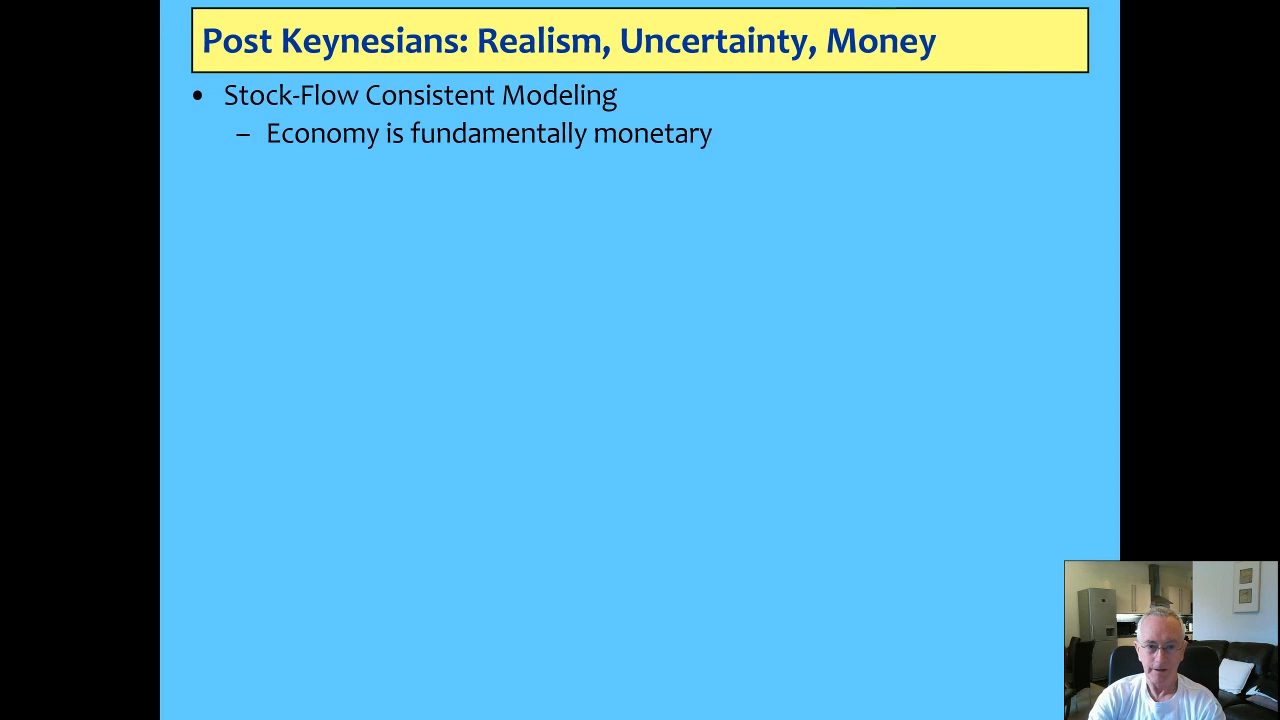 Post Keynesians: Realism, Uncertainty, Money
• Stock-Flow Consistent Modeling
– Economy is fundamentally monetary